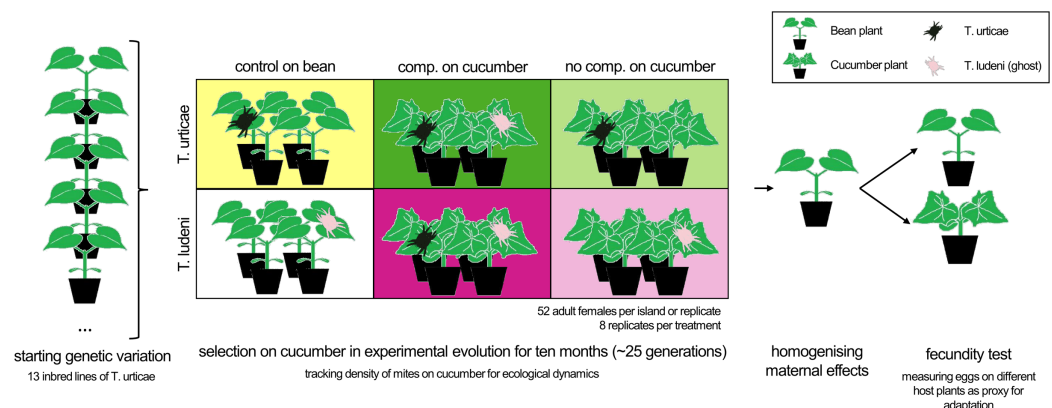 Bean plant
T. urticae
Cucumber plant
T. ludeni (ghost)
control on bean
comp. on cucumber
no comp. on cucumber
T. urticae
T. ludeni
52 adult females per island or replicate
8 replicates per treatment
...
starting genetic variation
13 inbred lines of T. urticae
selection on cucumber in experimental evolution for ten months (~25 generations)
tracking density of mites on cucumber for ecological dynamics
homogenising
maternal effects
fecundity test
measuring eggs on different
host plants as proxy for
adaptation